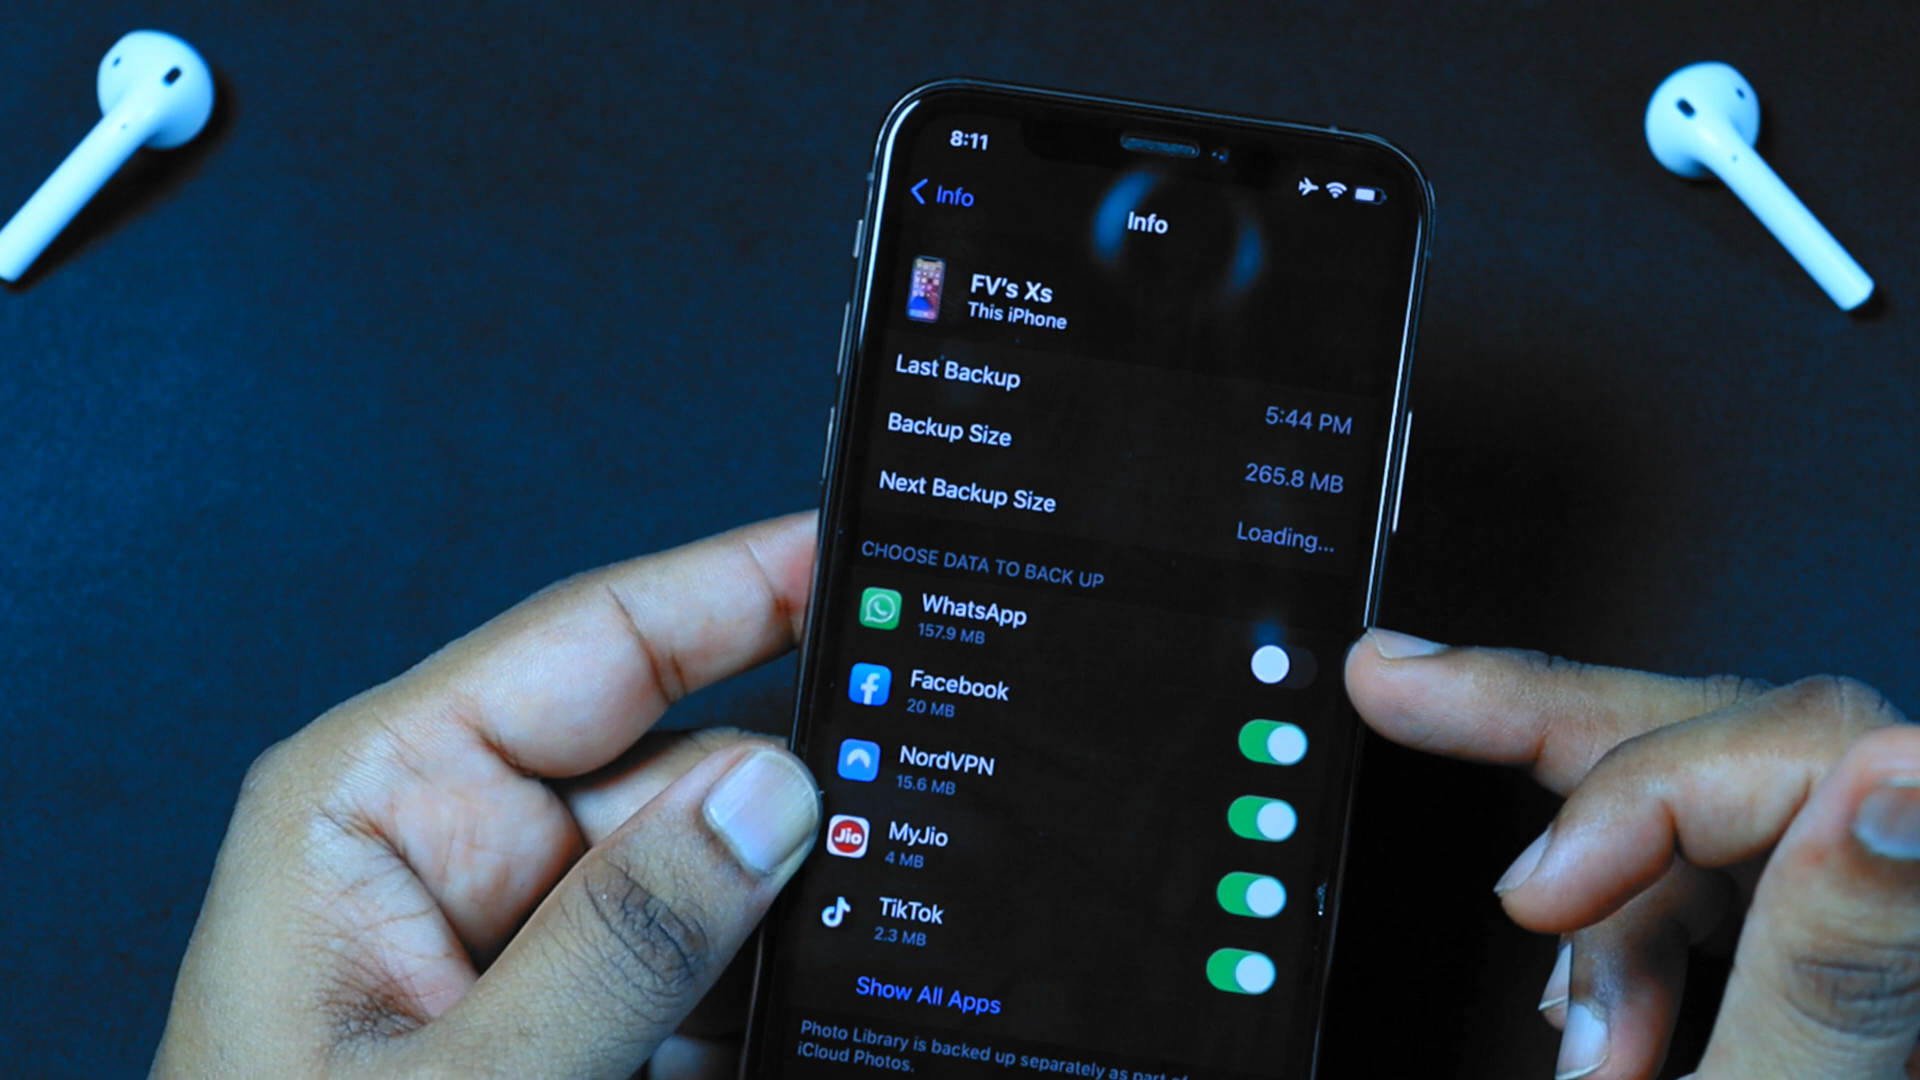 8:11
Info
Info
FV's Xs
This iPhone
Last Backup
5:44 PM
Backup Size
265.8 MB
Next Backup Size
Loading...
CHOOSE DATA TO BACK UP
WhatsApp
157.9 MB
Facebook
20 MB
NordVPN
15.6 MB
Jio
MyJio
4 MB
TikTok
2.3 MB
Show All Apps
Photo Library is backed up separately as part of
iCloud Photos.